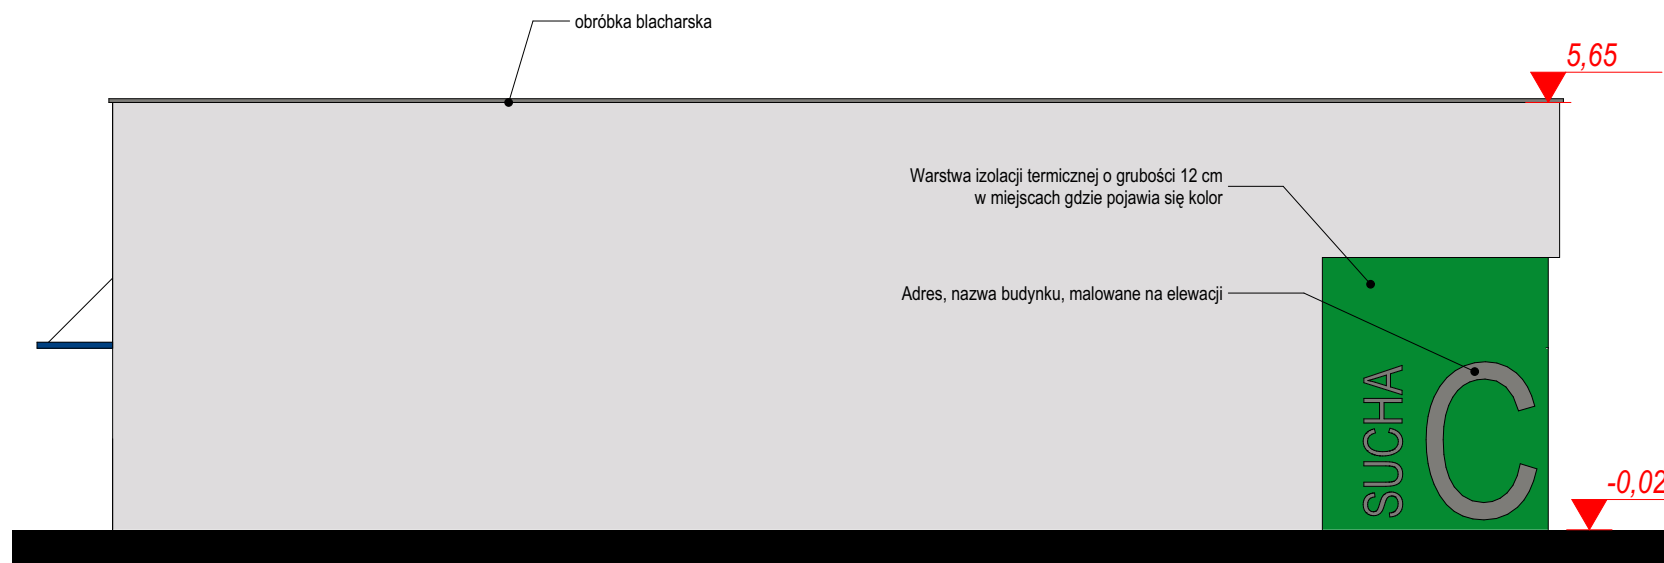 obróbka blacharska
5,65
Warstwa izolacji termicznej o grubości 12 cm
w miejscach gdzie pojawia się kolor
Adres, nazwa budynku, malowane na elewacji
SUCHA
C
-0,02